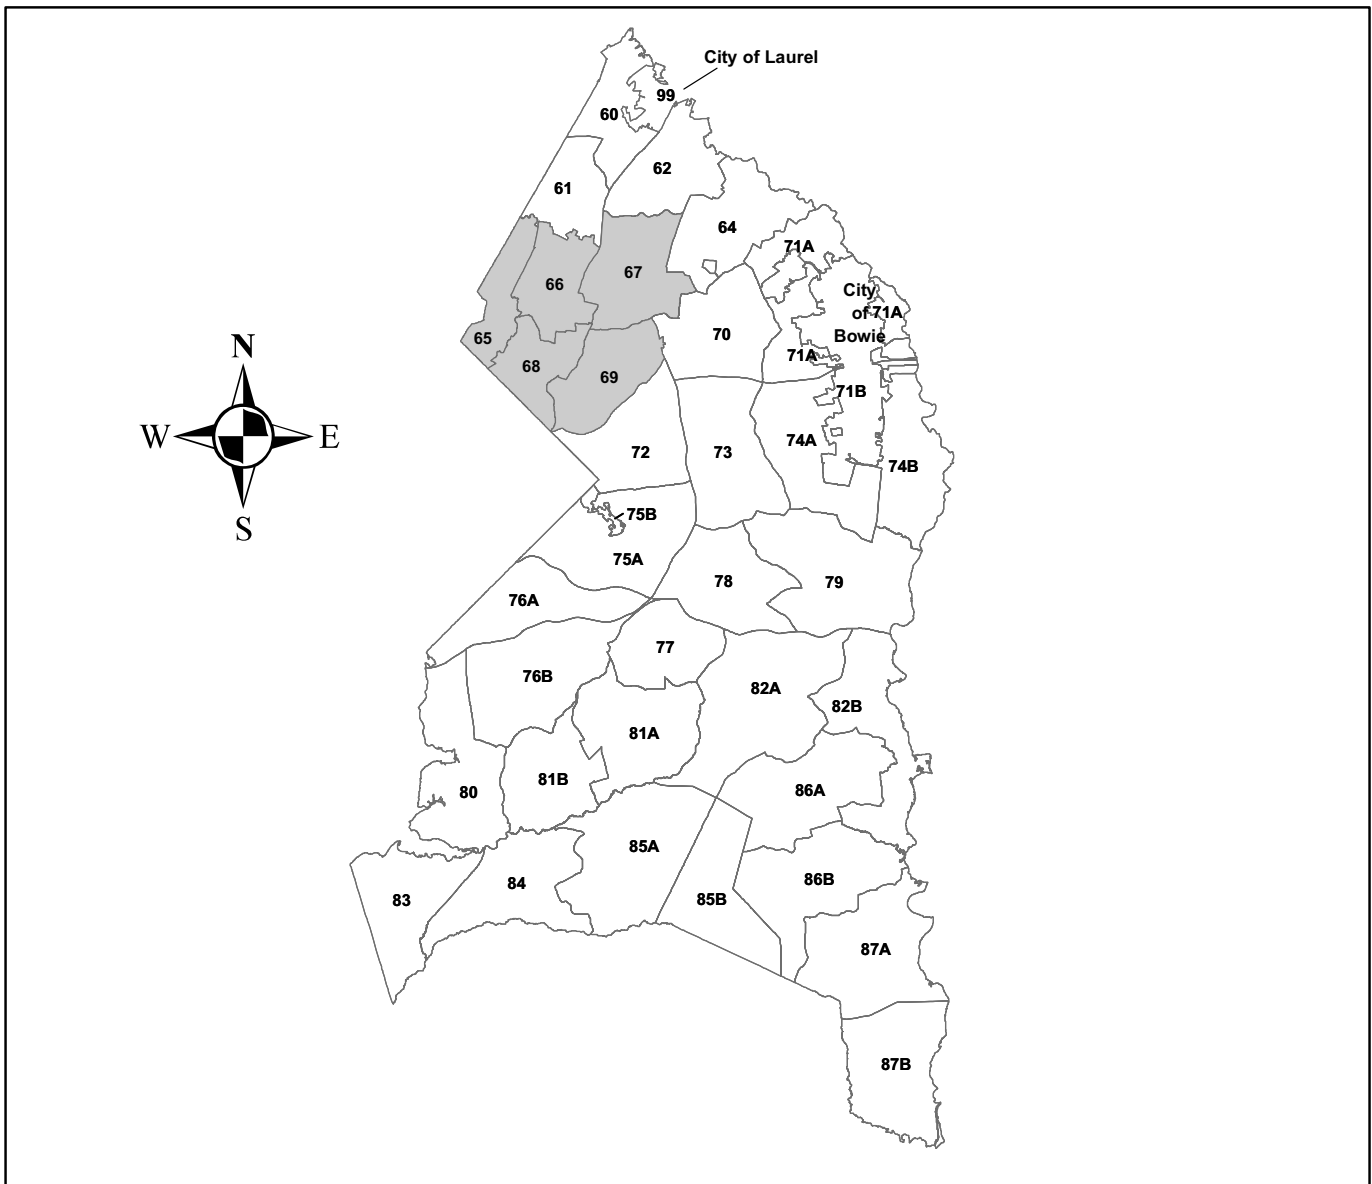 City of Laurel
99
60
62
61
64
71A
67
66
City
of 71A
Bowie
70
65
71A
68
69
71B
N
W E
S
72
73
74A
74B
75B
75A
78
79
76A
77
76B
82A
82B
81A
81B
80
86A
85A
84
86B
83
85B
87A
87B